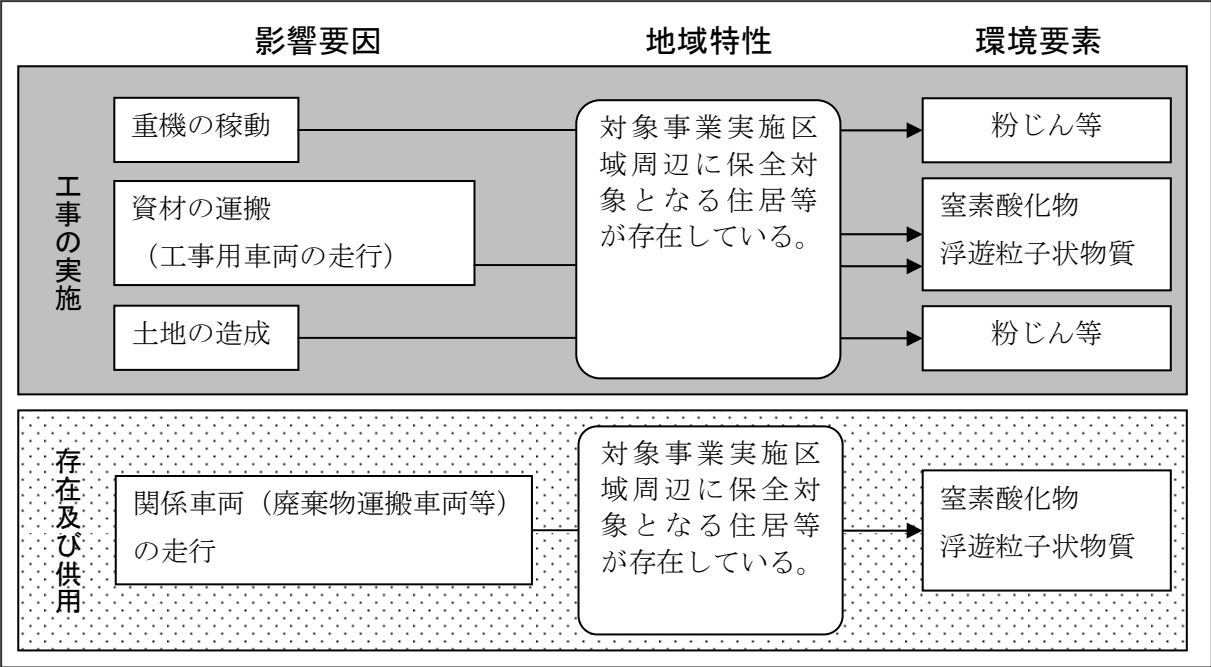 影響要因 地域特性 環境要素
工事の実施
重機の稼動
資材の運搬
(工事用車両の走行)
土地の造成
対象事業実施区
域周辺に保全対
象となる住居等
が存在している。
粉じん等
窒素酸化物
浮遊粒子状物質
粉じん等
存在及び供用
関係車両(廃棄物運搬車両等)
の走行
対象事業実施区
域周辺に保全対
象となる住居等
が存在している。
窒素酸化物
浮遊粒子状物質